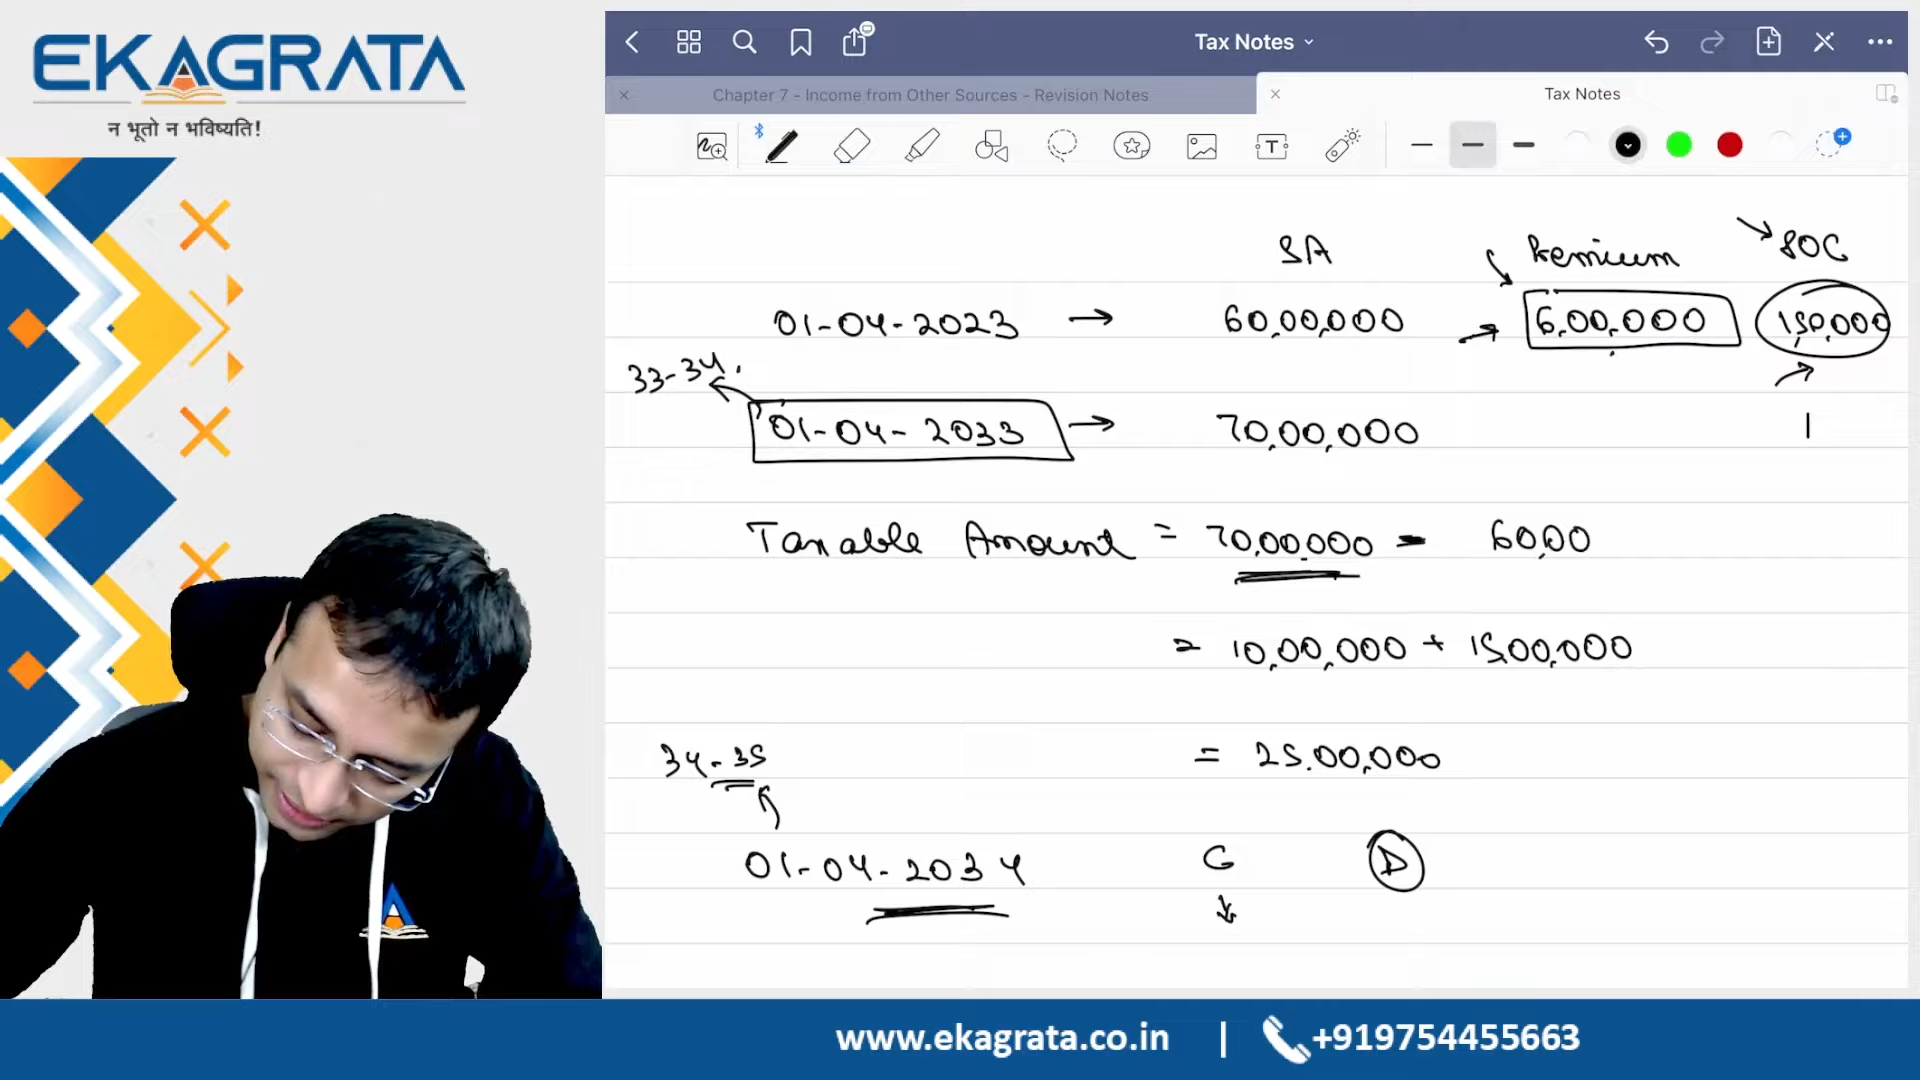 EKAGRATA
न भूतो न भविष्यति!
Tax Notes
Chapter 7 - Income from Other Sources - Revision Notes
Tax Notes
SA Premium 80C
01-04-2023 → 60,00,000 6,00,000 150,000
33-34.
01-04-2033 → 70,00,000 1
Taxable Amount = 70,00,000 - 60,00
= 10,00,000 + 15,00,000
34-35 = 25,00,000
01-04-2034 G D
www.ekagrata.co.in | +919754455663